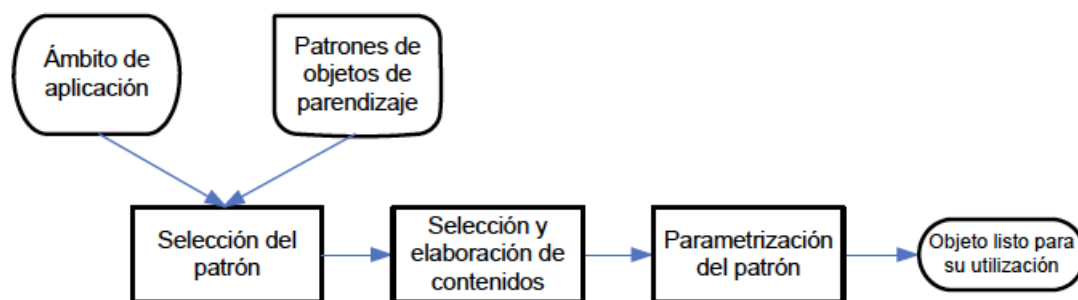 Ámbito de
aplicación
Patrones de
objetos de
parendizaje
Selección del
patrón
Selección y
elaboración de
contenidos
Parametrización
del patrón
Objeto listo para
su utilización